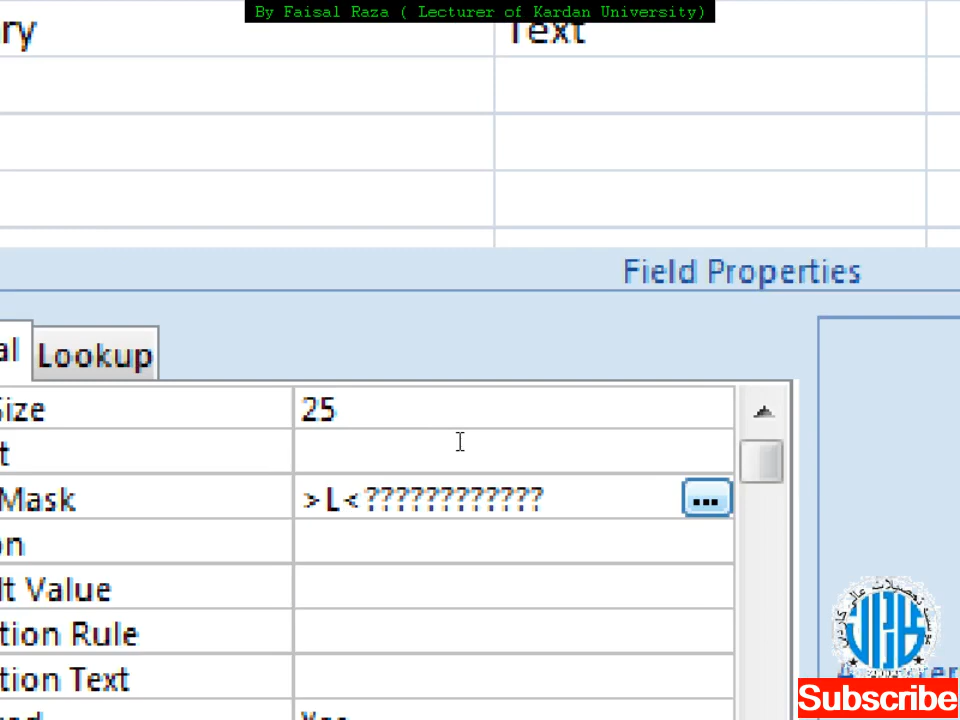 By Faisal Raza ( Lecturer of Kardan University)
ry Text
Field Properties
al Lookup
Size 25
t
Mask >L<????????????
on
lt Value
tion Rule
tion Text
Subscribe